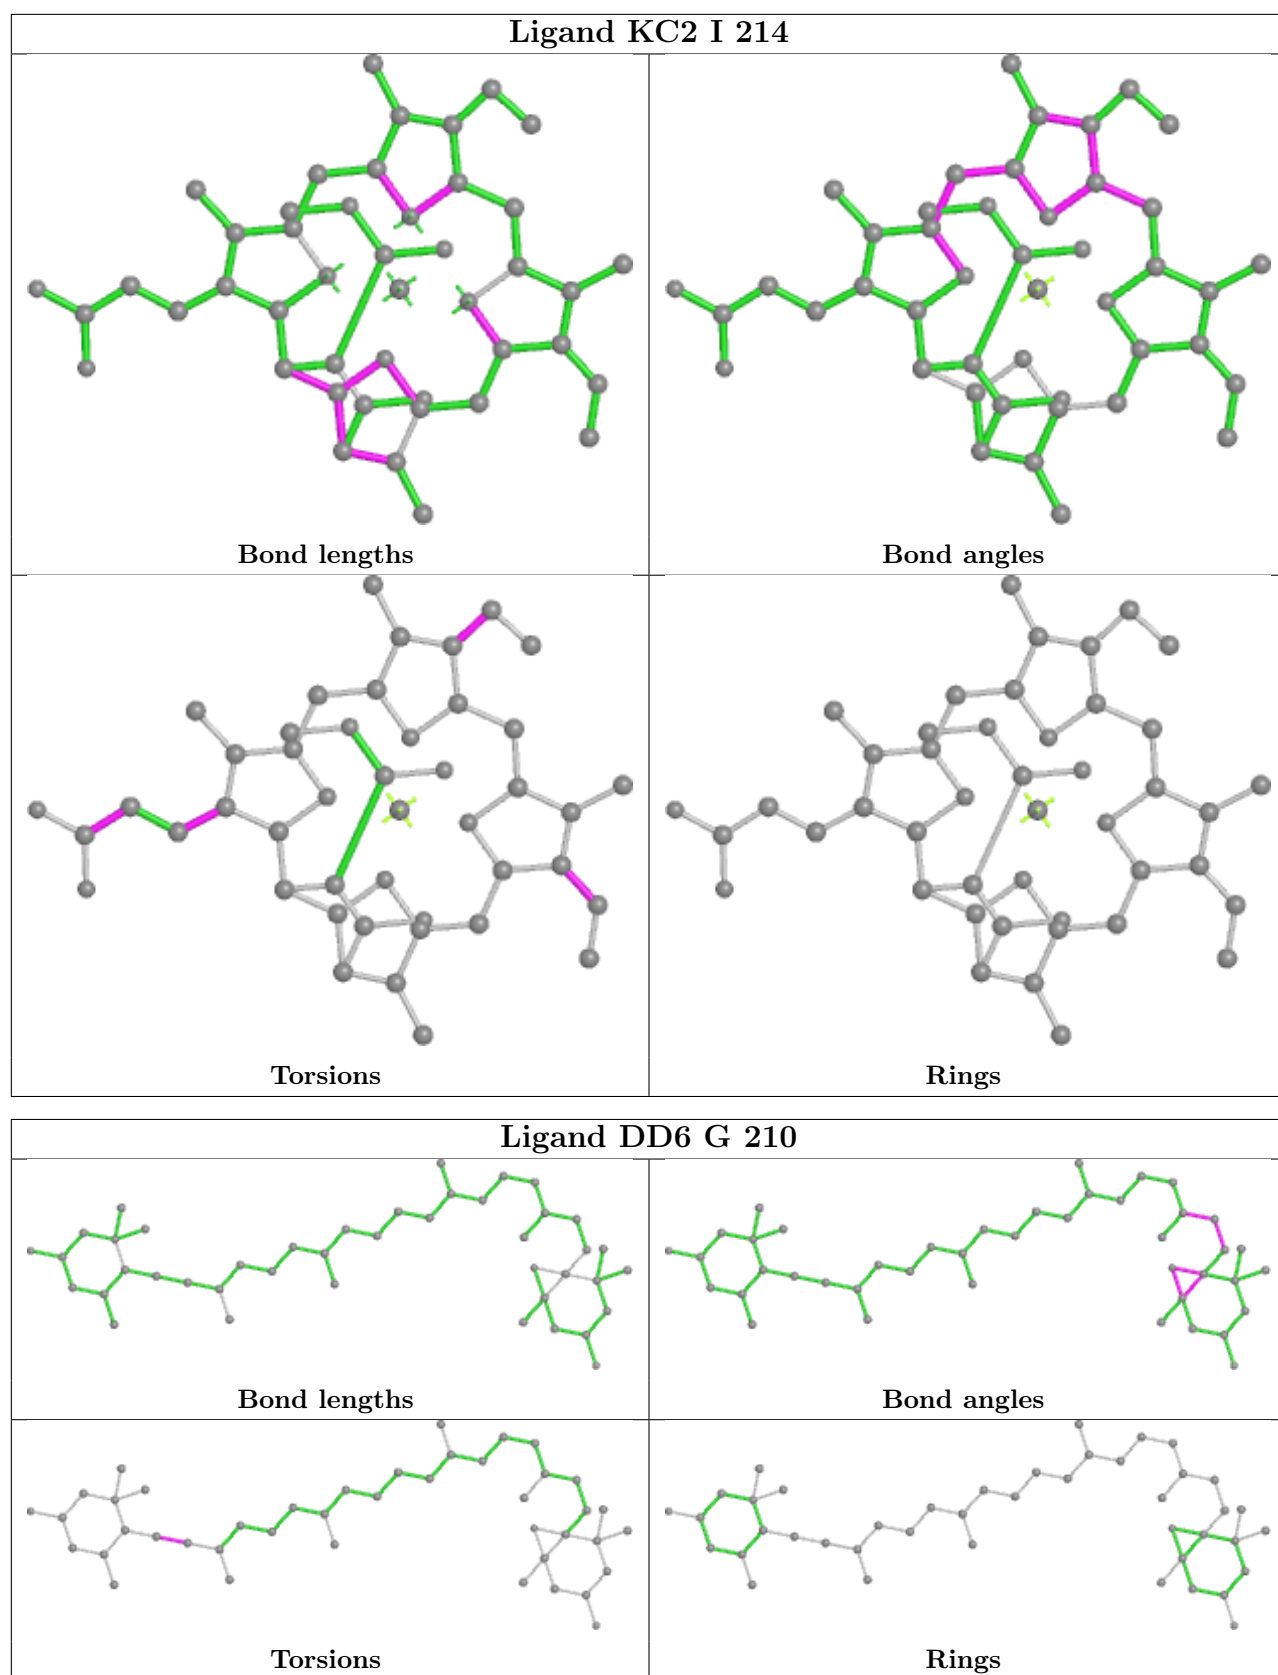 Ligand KC2 I 214
Bond lengths
Bond angles
Torsions
Rings
Ligand DD6 G 210
Bond lengths
Bond angles
Torsions
Rings